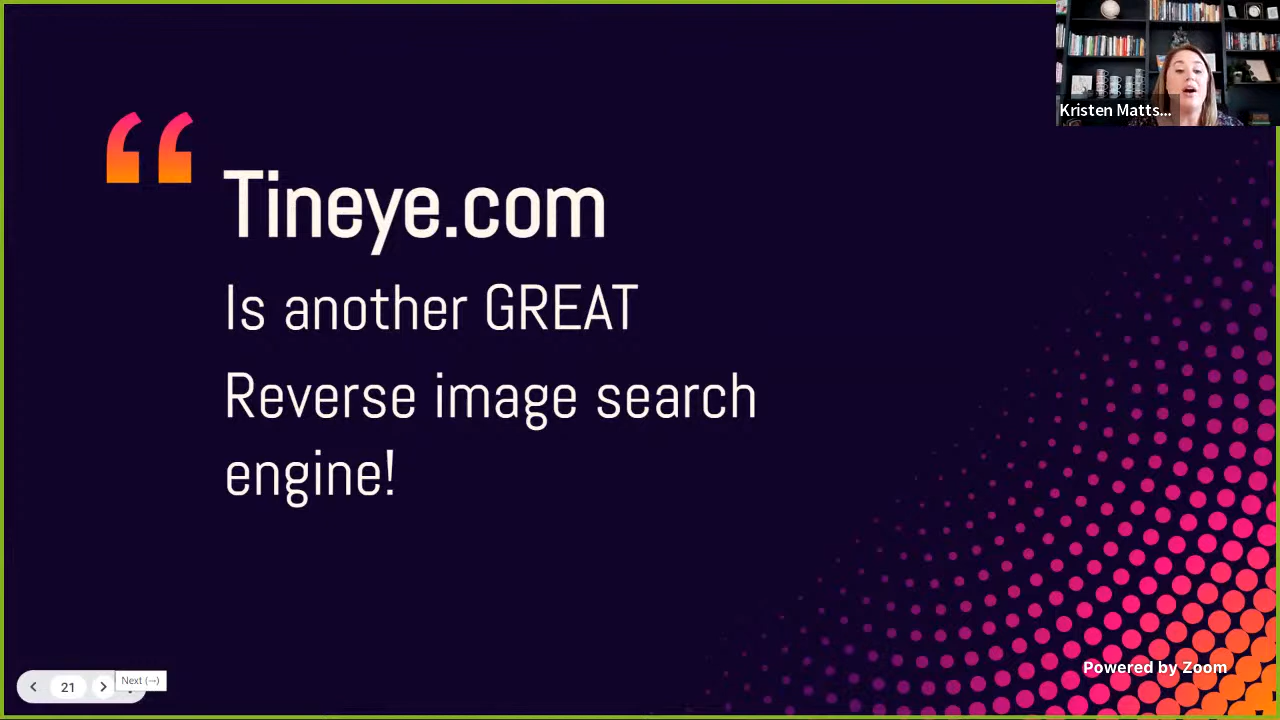 Kristen Matts...
“
Tineye.com
Is another GREAT
Reverse image search
engine!
Powered by Zoom
21
Next (→)